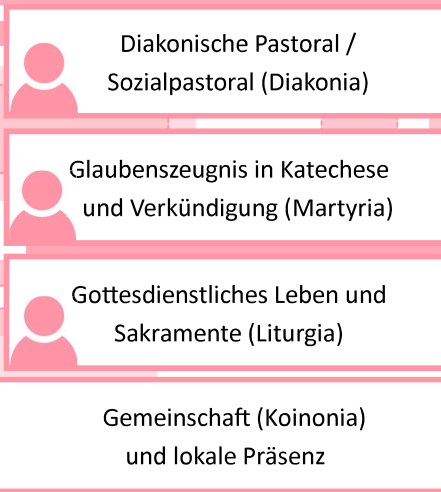 Diakonische Pastoral /
Sozialpastoral (Diakonia)
Glaubenszeugnis in Katechese
und Verkündigung (Martyria)
Gottesdienstliches Leben und
Sakramente (Liturgia)
Gemeinschaft (Koinonia)
und lokale Präsenz